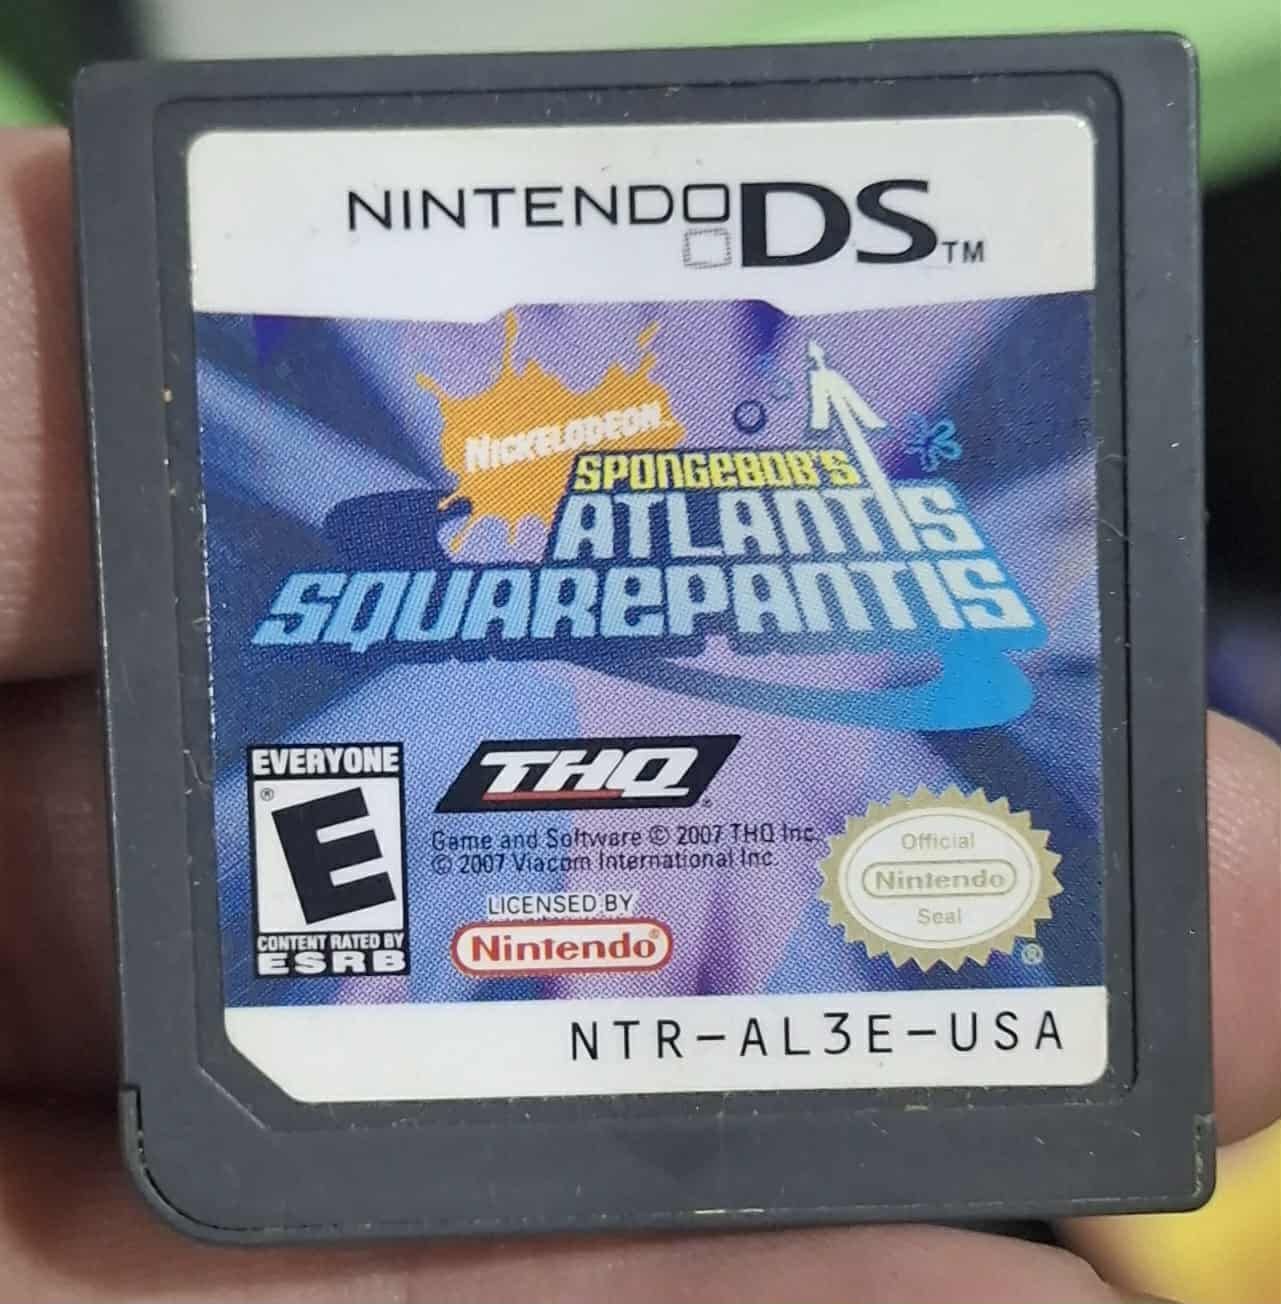 NINTENDO DS™
NICKELODEON™
SPONGEBOB'S
ATLANTIS
SQUAREPANTIS
EVERYONE
®
E
CONTENT RATED BY
ESRB
THQ®
Game and Software © 2007 THQ Inc.
© 2007 Viacom International Inc.
LICENSED BY
Nintendo®
Official
Nintendo
Seal
®
NTR-AL3E-USA